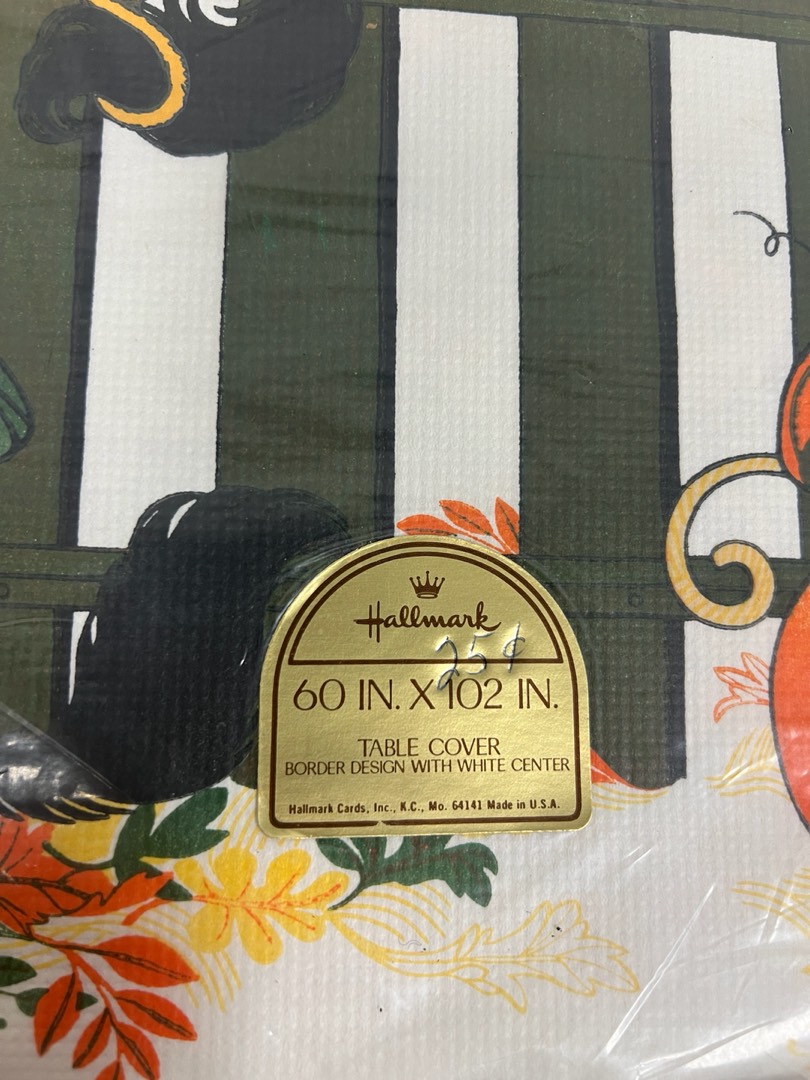 Hallmark
25¢
60 IN. X 102 IN.
TABLE COVER
BORDER DESIGN WITH WHITE CENTER
Hallmark Cards, Inc., K.C., Mo. 64141 Made in U.S.A.